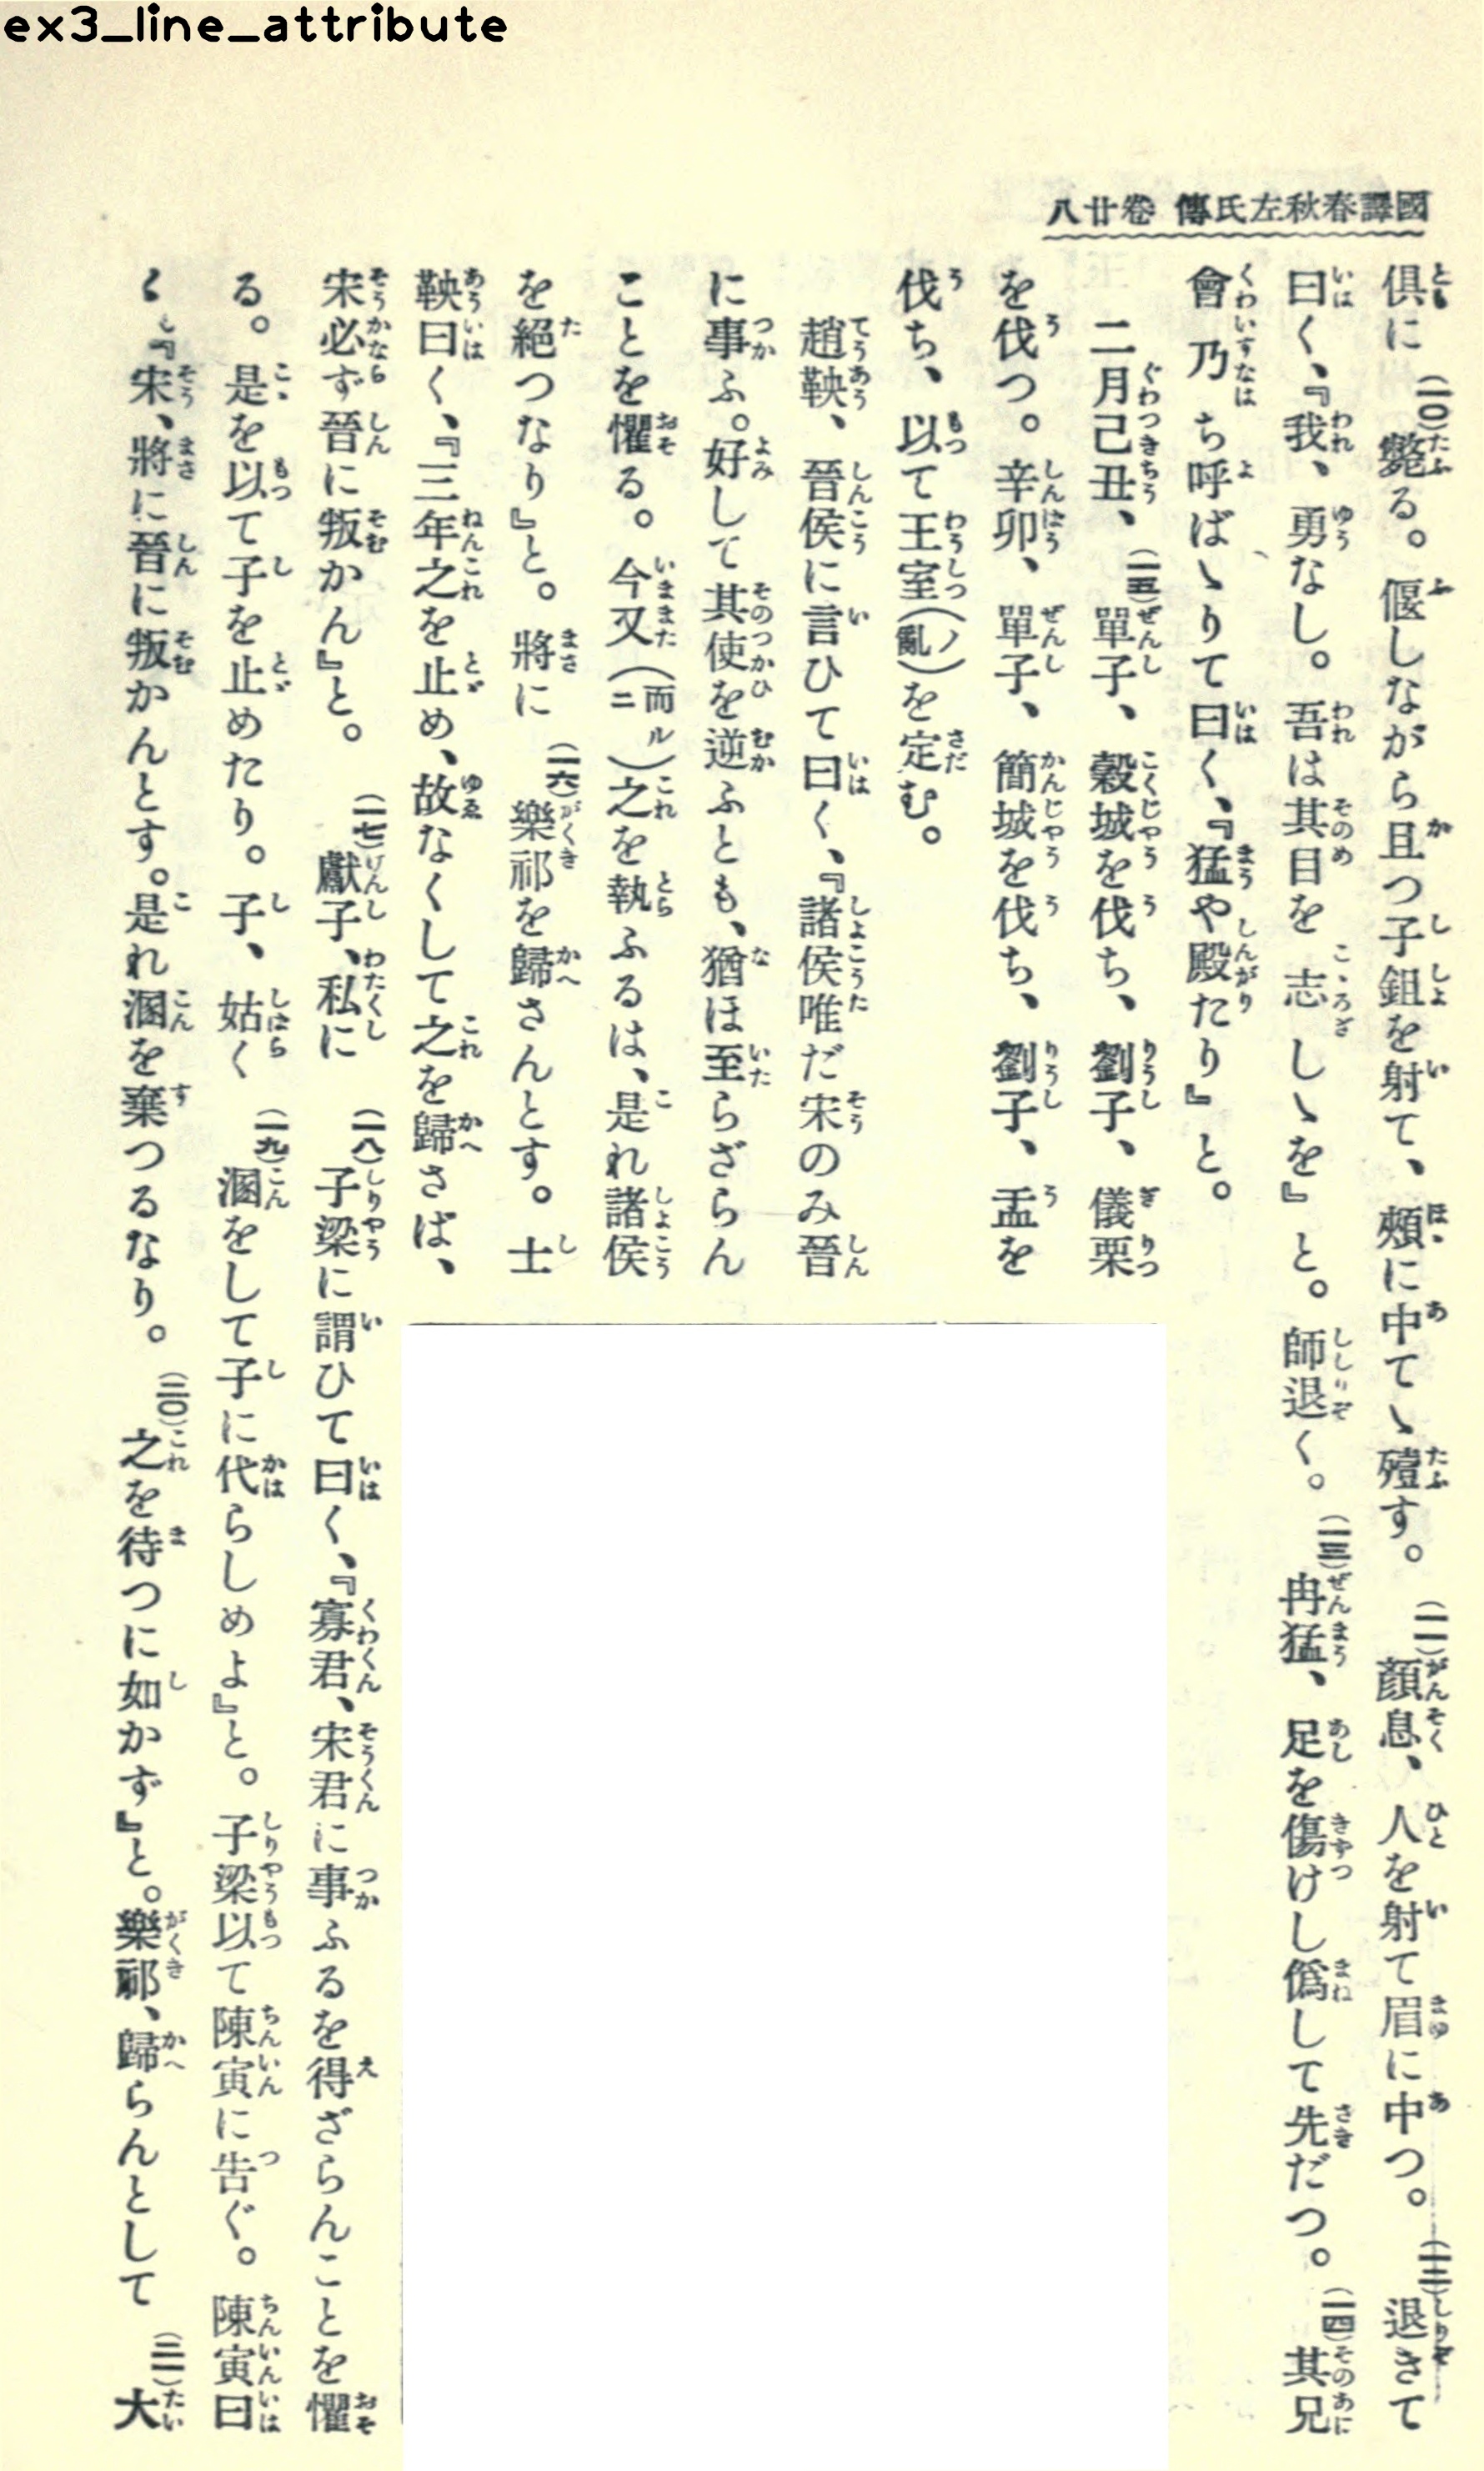 ex3_line_attribute
國譯春秋左氏傳 卷廿八
俱に(一〇)斃る。偃しながら且つ子鉏を射て、頰に中てゝ殪す。(一一)顏息、人を射て眉に中つ。(一二)退きて
曰く、『我、勇なし。吾は其目を志しゝを』と。師退く。(一三)冉猛、足を傷けし僞して先だつ。(一四)其兄
會乃ち呼ばゝりて曰く、『猛や殿たり』と。
二月己丑、(一五)單子、穀城を伐ち、劉子、儀栗
を伐つ。辛卯、單子、簡城を伐ち、劉子、盂を
伐ち、以て王室(ノ亂)を定む。
趙鞅、晉侯に言ひて曰く、『諸侯唯だ宋のみ晉
に事ふ。好して其使を逆ふとも、猶ほ至らざらん
ことを懼る。今又(而ルニ)之を執ふるは、是れ諸侯
を絕つなり』と。將に(一六)樂祁を歸さんとす。士
鞅曰く、『三年之を止め、故なくして之を歸さば、
宋必ず晉に叛かん』と。(一七)獻子、私に(一八)子梁に謂ひて曰く、『寡君、宋君に事ふるを得ざらんことを懼
る。是を以て子を止めたり。子、姑く(一九)溷をして子に代らしめよ』と。子梁以て陳寅に告ぐ。陳寅曰
く『宋、將に晉に叛かんとす。是れ溷を棄つるなり。(二〇)之を待つに如かず』と。樂祁、歸らんとして(二一)大